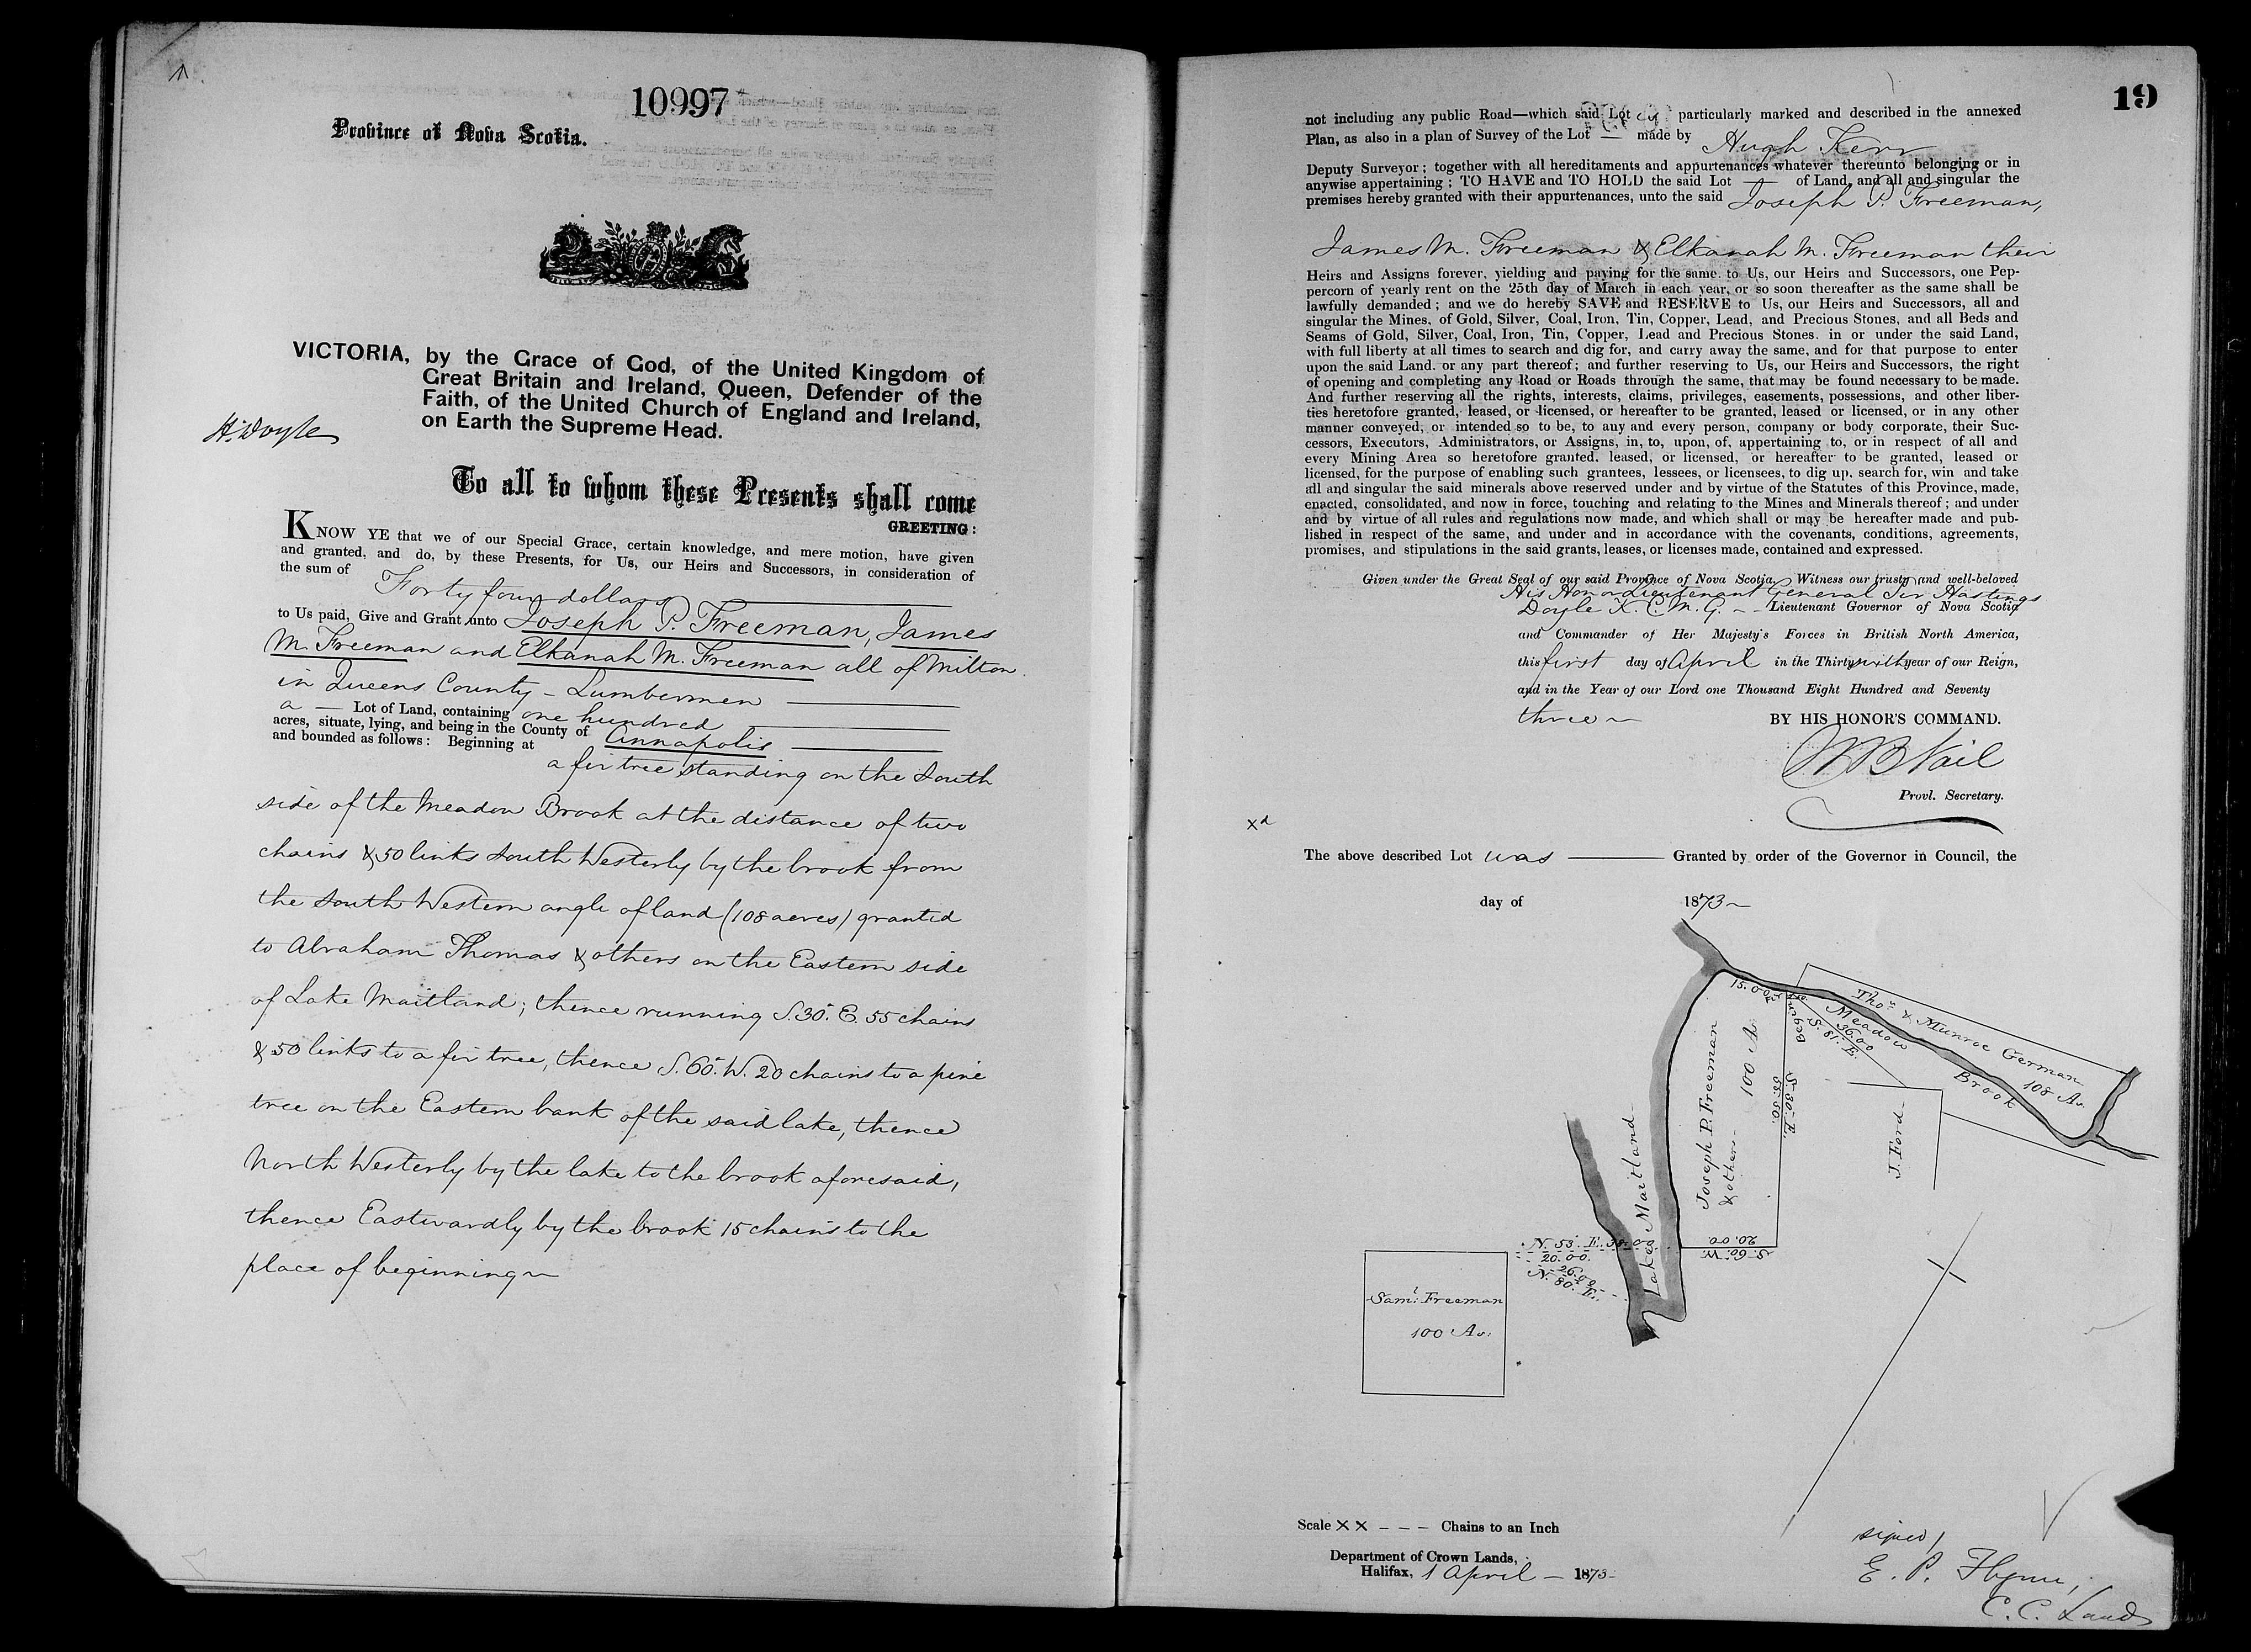 10997
Province of Nova Scotia.
VICTORIA, by the Grace of God, of the United Kingdom of
Great Britain and Ireland, Queen, Defender of the
Faith, of the United Church of England and Ireland,
on Earth the Supreme Head.
H. Doyle
To all to whom these Presents shall come
GREETING:
KNOW YE that we of our Special Grace, certain knowledge, and mere motion, have given
and granted, and do, by these Presents, for Us, our Heirs and Successors, in consideration of
the sum of Forty four dollars
to Us paid, Give and Grant unto Joseph P. Freeman, James
M. Freeman and Elkanah M. Freeman all of Milton
in Queens County - Lumbermen
a — Lot of Land, containing one hundred
acres, situate, lying, and being in the County of Annapolis
and bounded as follows: Beginning at
a fir tree standing on the South
side of the Meadow Brook at the distance of two
chains & 50 links South Westerly by the brook from
the South Western angle of land (108 acres) granted
to Abraham Thomas & others on the Eastern side
of Lake Maitland; thence running S. 30°. E. 55 chains
& 50 links to a fir tree, thence S. 60°. W. 20 chains to a pine
tree on the Eastern bank of the said lake, thence
North Westerly by the lake to the brook aforesaid,
thence Eastwardly by the brook 15 chains to the
place of beginning ~
19
not including any public Road—which said Lot is particularly marked and described in the annexed
Plan, as also in a plan of Survey of the Lot — made by Hugh Kerr
Deputy Surveyor; together with all hereditaments and appurtenances whatever thereunto belonging or in
anywise appertaining; TO HAVE and TO HOLD the said Lot — of Land, and all and singular the
premises hereby granted with their appurtenances, unto the said Joseph P. Freeman,
James M. Freeman & Elkanah M. Freeman their
Heirs and Assigns forever, yielding and paying for the same. to Us, our Heirs and Successors, one Pep-
percorn of yearly rent on the 25th day of March in each year, or so soon thereafter as the same shall be
lawfully demanded; and we do hereby SAVE and RESERVE to Us, our Heirs and Successors, all and
singular the Mines, of Gold, Silver, Coal, Iron, Tin, Copper, Lead, and Precious Stones, and all Beds and
Seams of Gold, Silver, Coal, Iron, Tin, Copper, Lead and Precious Stones. in or under the said Land,
with full liberty at all times to search and dig for, and carry away the same, and for that purpose to enter
upon the said Land. or any part thereof; and further reserving to Us, our Heirs and Successors, the right
of opening and completing any Road or Roads through the same, that may be found necessary to be made.
And further reserving all the rights, interests, claims, privileges, easements, possessions, and other liber-
ties heretofore granted, leased, or licensed, or hereafter to be granted, leased or licensed, or in any other
manner conveyed, or intended so to be, to any and every person, company or body corporate, their Suc-
cessors, Executors, Administrators, or Assigns, in, to, upon, of, appertaining to, or in respect of all and
every Mining Area so heretofore granted. leased, or licensed, or hereafter to be granted, leased or
licensed, for the purpose of enabling such grantees, lessees, or licensees, to dig up. search for, win and take
all and singular the said minerals above reserved under and by virtue of the Statutes of this Province, made,
enacted, consolidated, and now in force, touching and relating to the Mines and Minerals thereof; and under
and by virtue of all rules and regulations now made, and which shall or may be hereafter made and pub-
lished in respect of the same, and under and in accordance with the covenants, conditions, agreements,
promises, and stipulations in the said grants, leases, or licenses made, contained and expressed.
Given under the Great Seal of our said Province of Nova Scotia. Witness our trusty and well-beloved
His Honor Lieutenant General Sir Hastings
Doyle K. C. M. G. - - Lieutenant Governor of Nova Scotia
and Commander of Her Majesty's Forces in British North America,
this first day of April in the Thirty sixth year of our Reign,
and in the Year of our Lord one Thousand Eight Hundred and Seventy
three ~ BY HIS HONOR'S COMMAND.
W B Vail
Provl. Secretary.
Xd
The above described Lot was — Granted by order of the Governor in Council, the
day of 1873 ~
15.00
Thos. & Munroe German
108 Ac.
Meadow
Brook
36.00
S. 81. E.
Begins
S. 30. E.
55.50.
Joseph P. Freeman
& others
100 Ac
J. Ford
Lake Maitland
N. 53. E. 38.00
20.00.
26.00
N. 80. E.
S. 60. W.
20.00
Saml. Freeman
100 Ac.
Scale X X - - - Chains to an Inch
Department of Crown Lands,
Halifax, 1 April - 1873-
signed
E. P. Flynn,
C. C. Lands